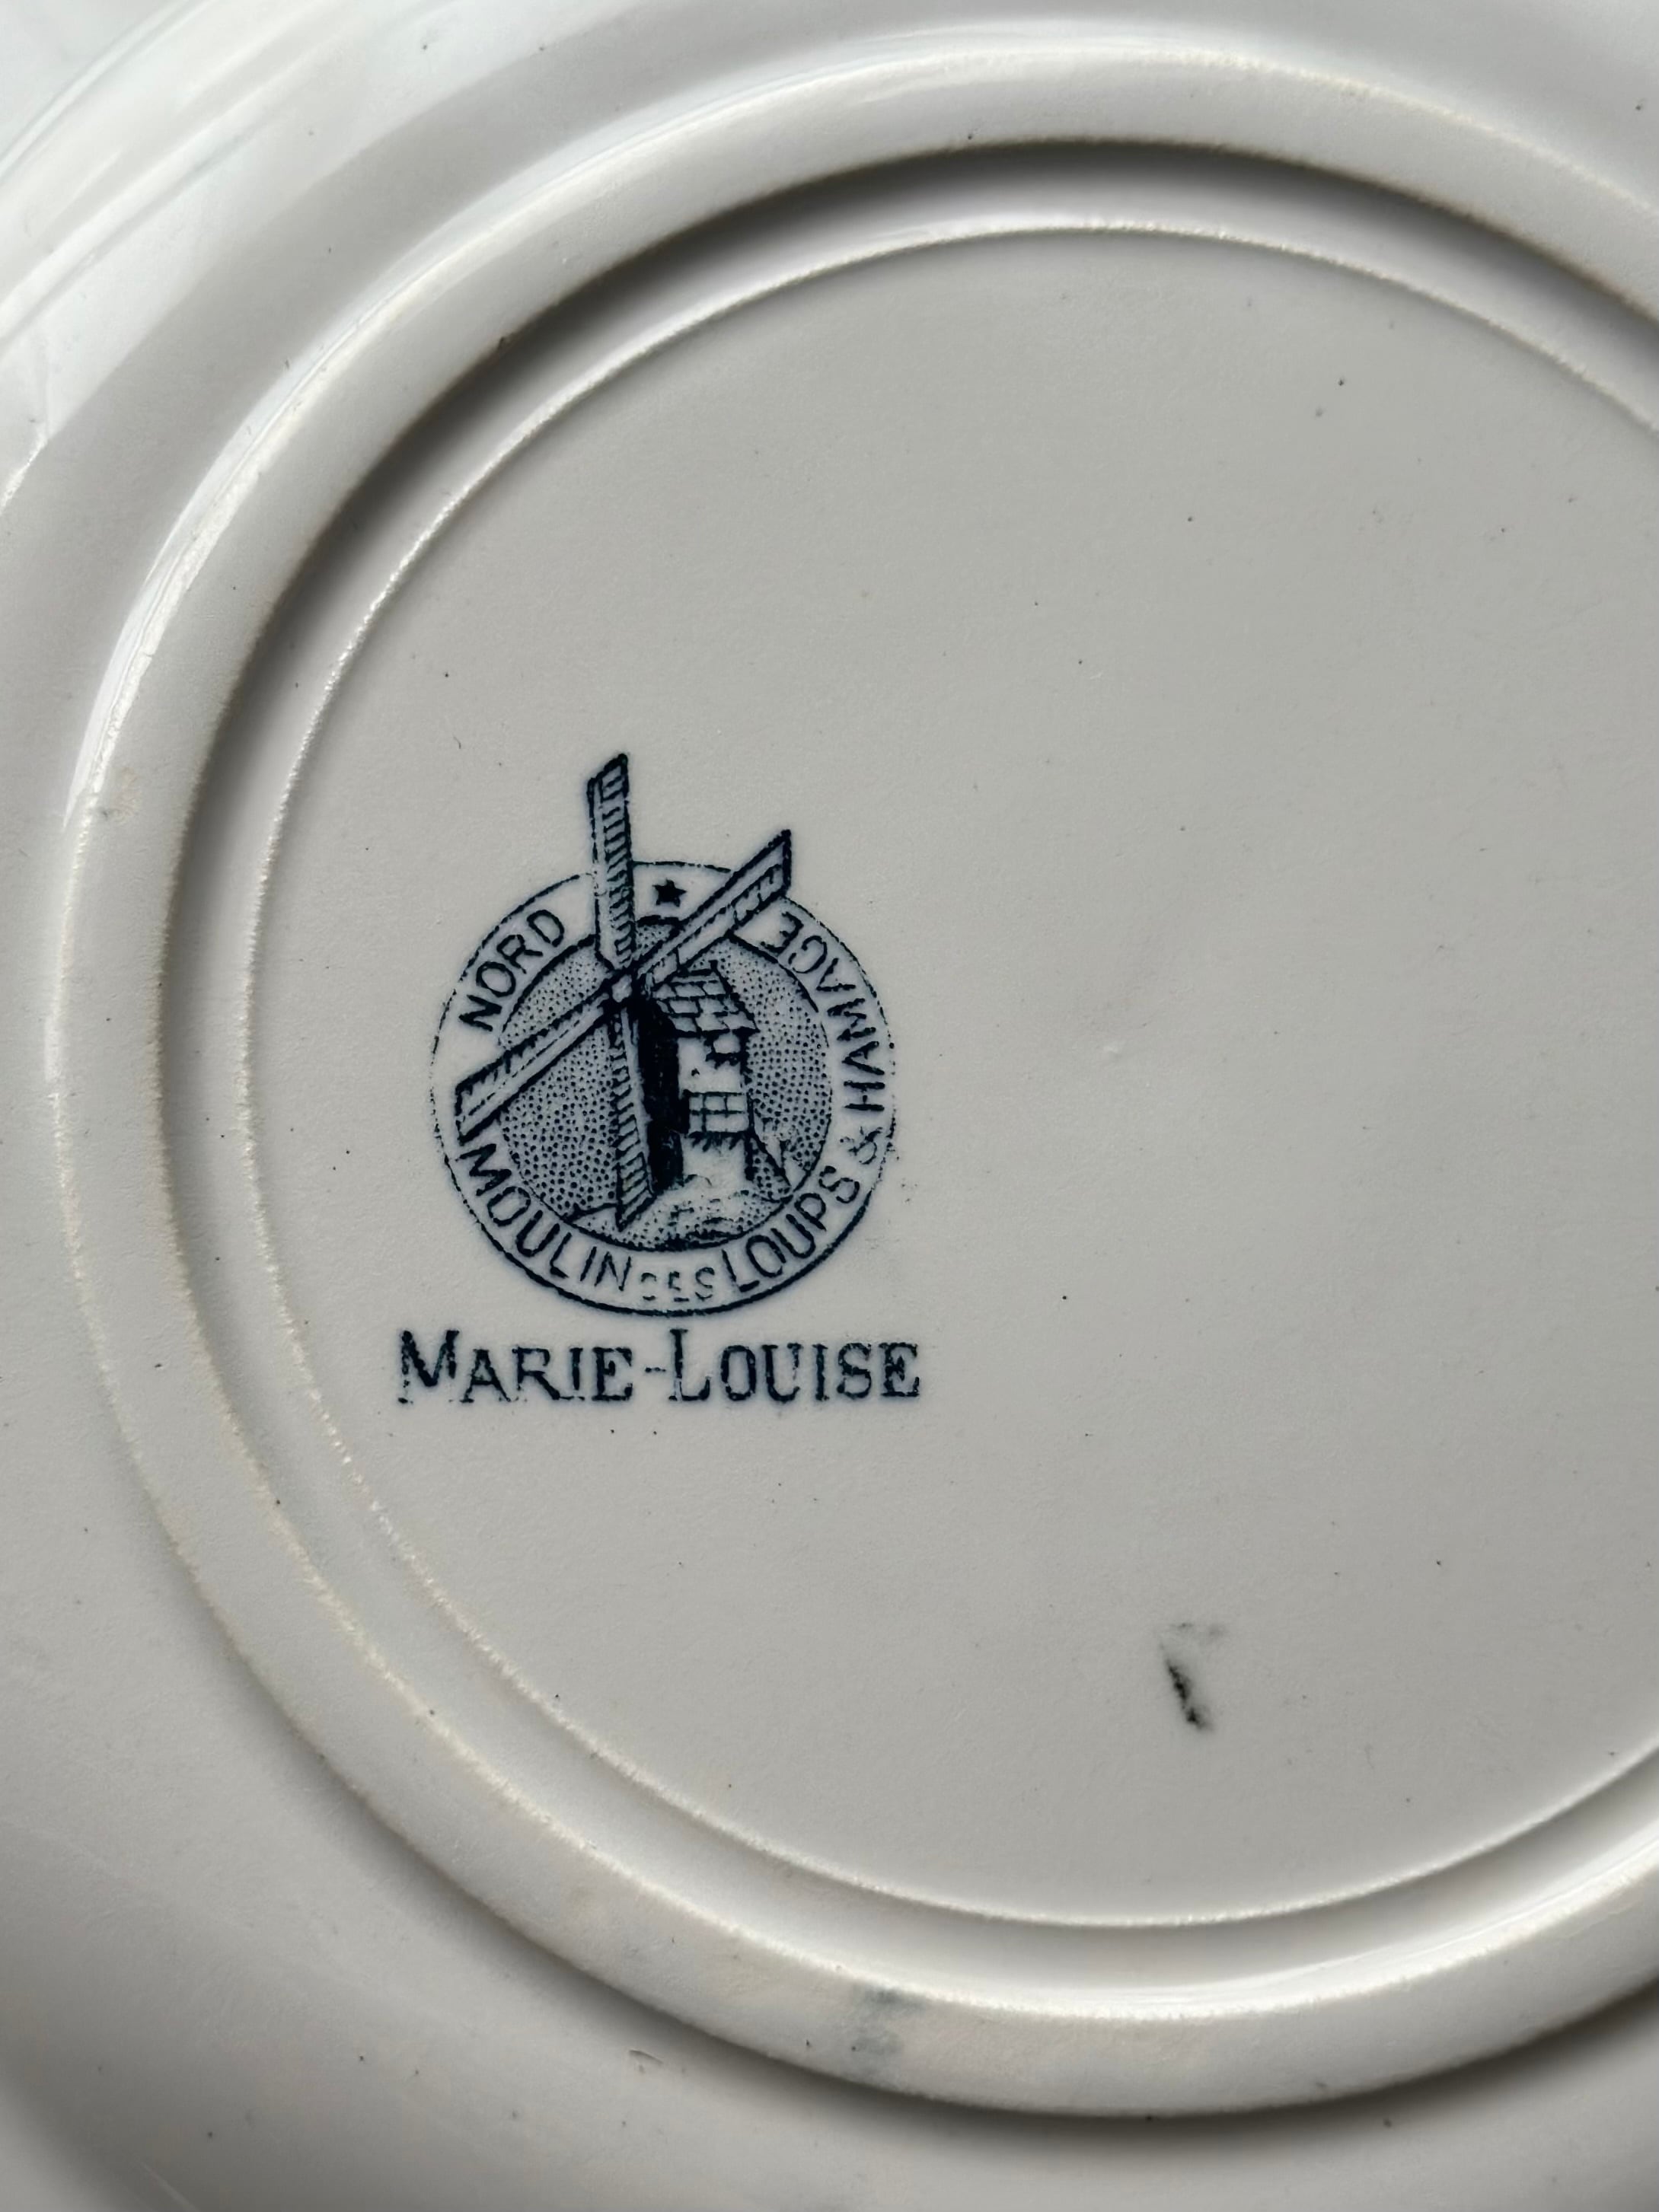 NORD ★ MOULIN DES LOUPS & HAMAGE
MARIE-LOUISE